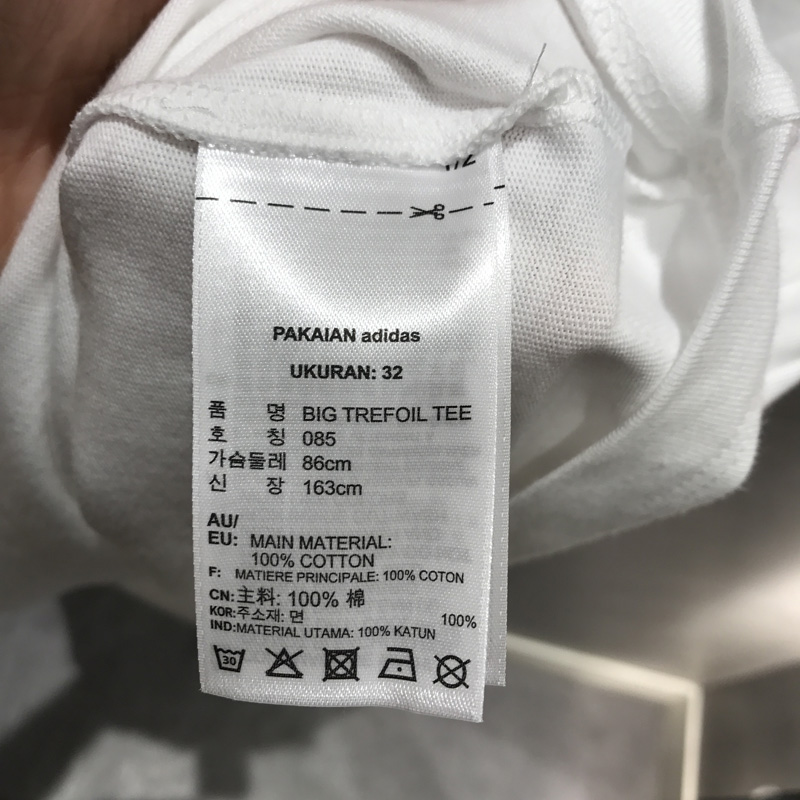 1/2
PAKAIAN adidas
UKURAN: 32
품 명 BIG TREFOIL TEE
호 칭 085
가슴둘레 86cm
신 장 163cm
AU/
EU: MAIN MATERIAL:
100% COTTON
F: MATIERE PRINCIPALE: 100% COTON
CN:主料: 100% 棉
KOR:주소재: 면 100%
IND:MATERIAL UTAMA: 100% KATUN
30